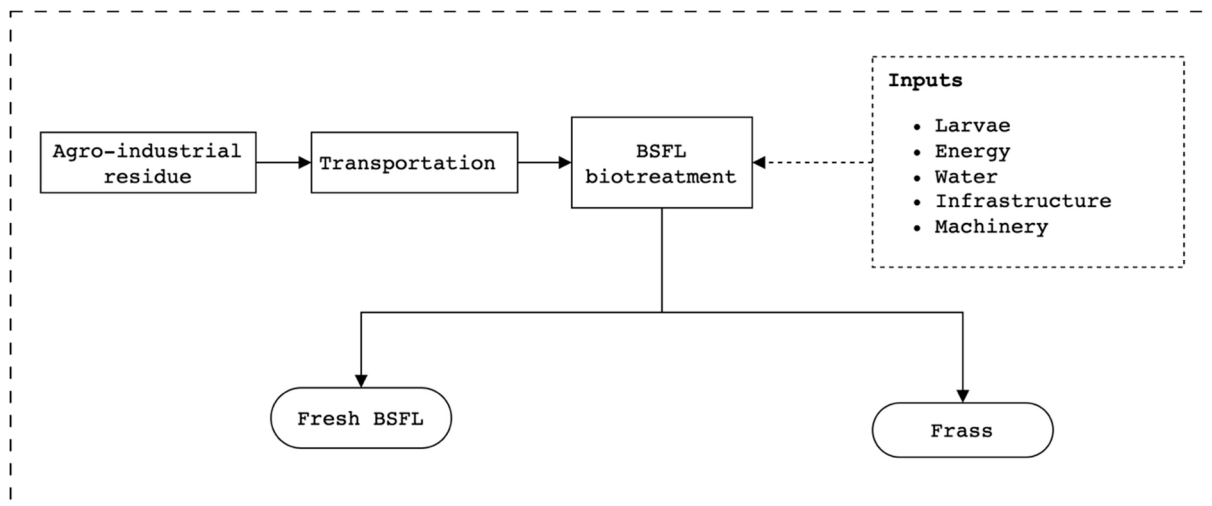 Agro-industrial
residue
Transportation
BSFL
biotreatment
Inputs
• Larvae
• Energy
• Water
• Infrastructure
• Machinery
Fresh BSFL
Frass